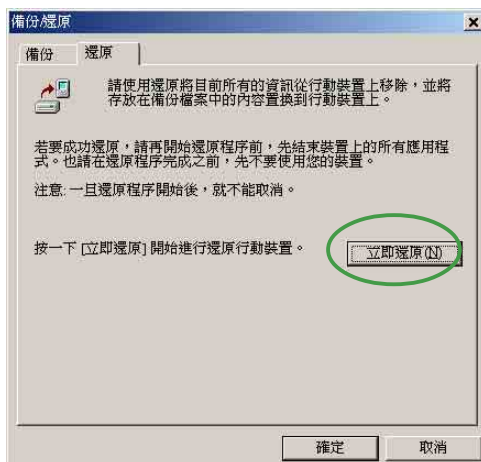 備份/還原
備份
還原
請使用還原將目前所有的資訊從行動裝置上移除，並將
存放在備份檔案中的內容置換到行動裝置上。
若要成功還原，請再開始還原程序前，先結束裝置上的所有應用程
式。也請在還原程序完成之前，先不要使用您的裝置。
注意: 一旦還原程序開始後，就不能取消。
按一下 [立即還原] 開始進行還原行動裝置。
立即還原(N)
確定
取消